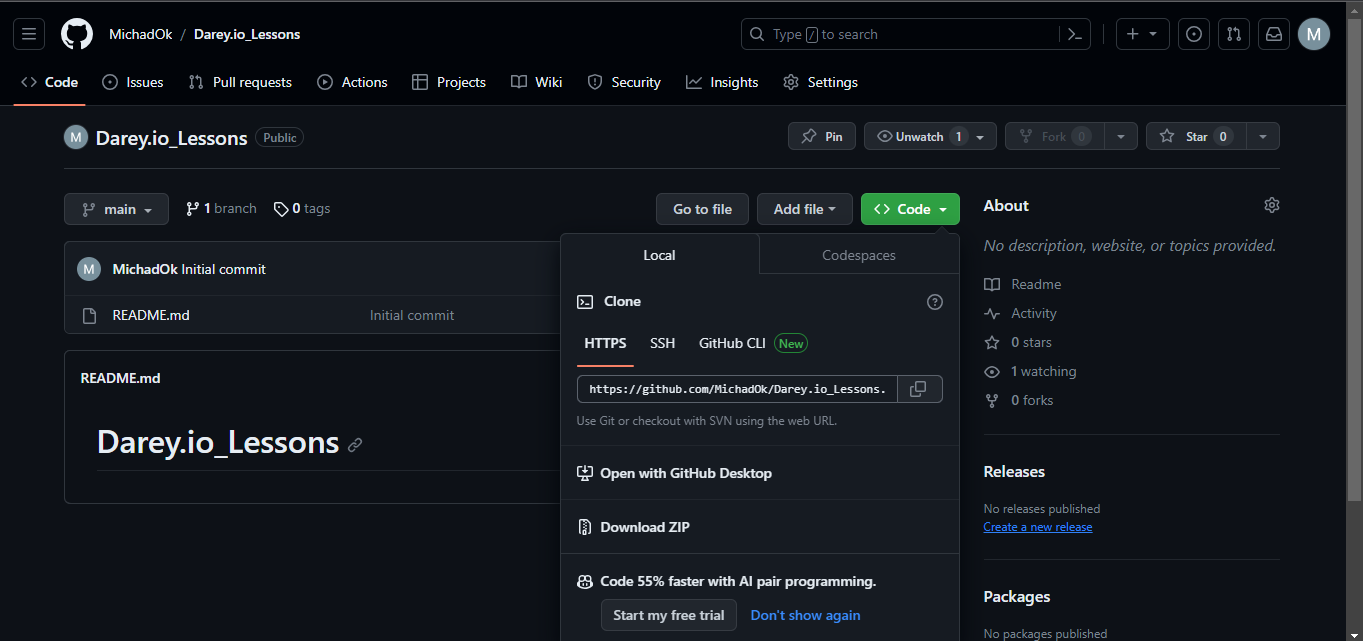 MichadOk / Darey.io_Lessons
Type / to search
Code Issues Pull requests Actions Projects Wiki Security Insights Settings
M
M Darey.io_Lessons Public
Pin Unwatch 1 Fork 0 Star 0
main 1 branch 0 tags
Go to file Add file Code
M MichadOk Initial commit
README.md Initial commit
README.md
Darey.io_Lessons
Local Codespaces
Clone
HTTPS SSH GitHub CLI New
https://github.com/MichadOk/Darey.io_Lessons.
Use Git or checkout with SVN using the web URL.
Open with GitHub Desktop
Download ZIP
Code 55% faster with AI pair programming.
Start my free trial Don't show again
About
No description, website, or topics provided.
Readme
Activity
0 stars
1 watching
0 forks
Releases
No releases published
Create a new release
Packages
No packages published